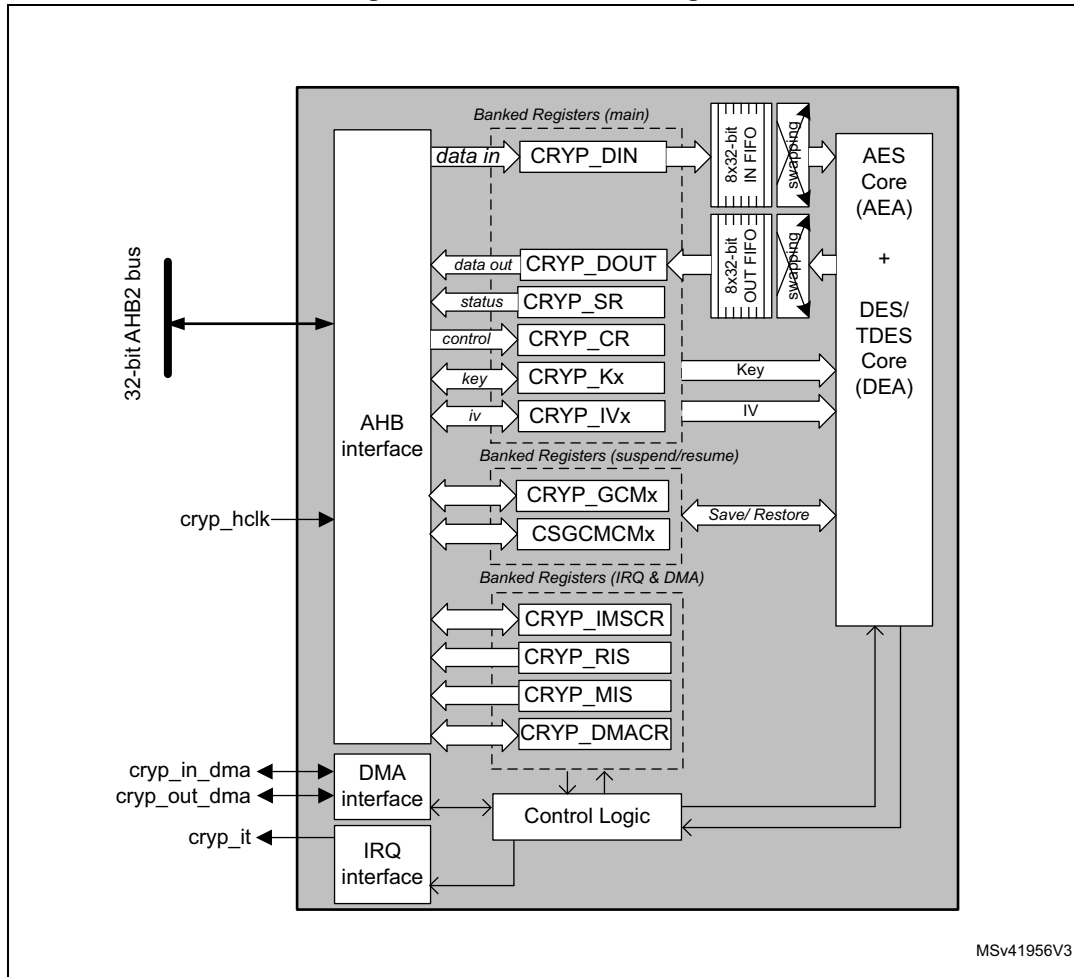 Banked Registers (main)
data in
CRYP_DIN
8x32-bit
IN FIFO
swapping
AES
Core
(AEA)
+
DES/
TDES
Core
(DEA)
data out
CRYP_DOUT
8x32-bit
OUT FIFO
swapping
status
CRYP_SR
control
CRYP_CR
key
CRYP_Kx
Key
iv
CRYP_IVx
IV
32-bit AHB2 bus
AHB
interface
cryp_hclk
Banked Registers (suspend/resume)
CRYP_GCMx
CSGCMCMx
Save/ Restore
Banked Registers (IRQ & DMA)
CRYP_IMSCR
CRYP_RIS
CRYP_MIS
CRYP_DMACR
cryp_in_dma
cryp_out_dma
DMA
interface
Control Logic
cryp_it
IRQ
interface
MSv41956V3